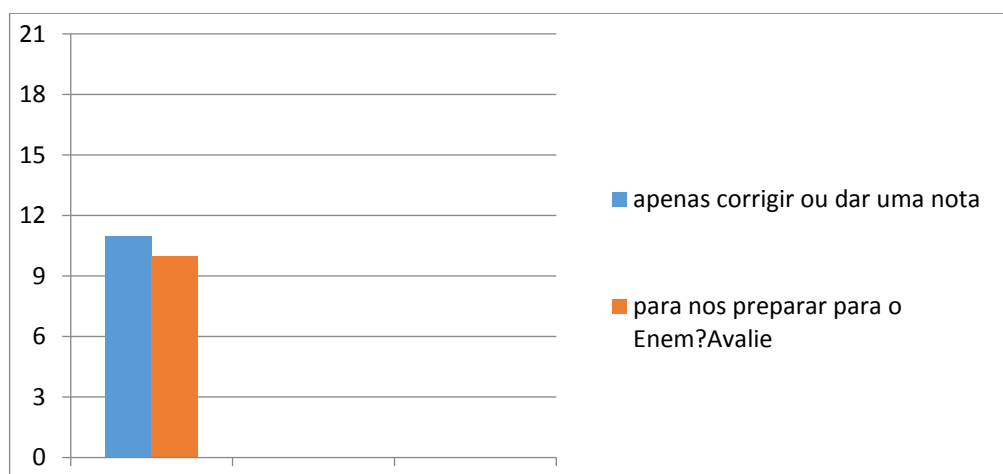 21
18
15
12
9
6
3
0
apenas corrigir ou dar uma nota
para nos preparar para o
Enem?Avalie